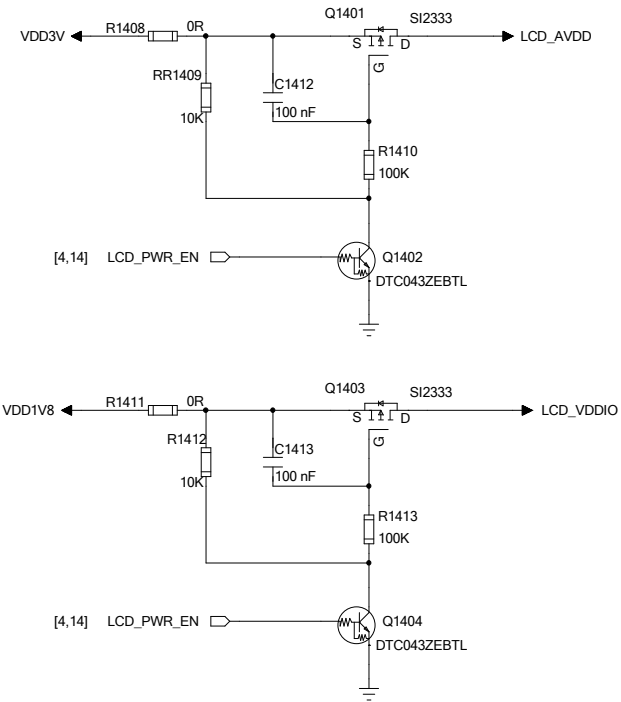 Q1401
R1408 0R SI2333
VDD3V S D LCD_AVDD
G
RR1409 C1412
10K 100 nF
R1410
100K
[4,14] LCD_PWR_EN Q1402
DTC043ZEBTL
Q1403
R1411 0R SI2333
VDD1V8 S D LCD_VDDIO
G
R1412 C1413
10K 100 nF
R1413
100K
[4,14] LCD_PWR_EN Q1404
DTC043ZEBTL